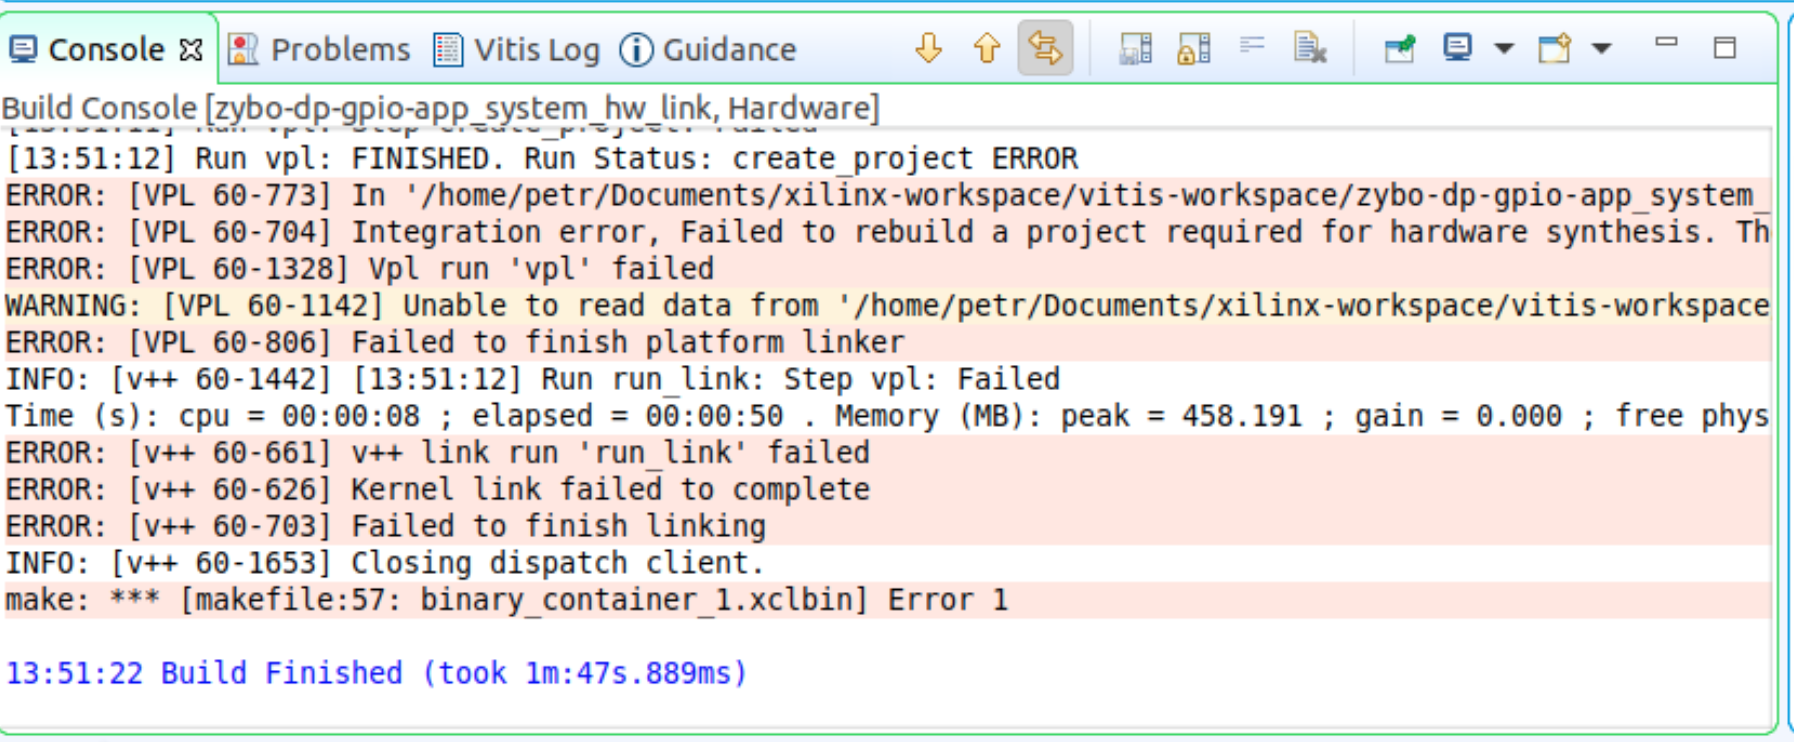 Console Problems Vitis Log Guidance
Build Console [zybo-dp-gpio-app_system_hw_link, Hardware]
[13:51:11] Run vpl: Step create_project: Failed
[13:51:12] Run vpl: FINISHED. Run Status: create_project ERROR
ERROR: [VPL 60-773] In '/home/petr/Documents/xilinx-workspace/vitis-workspace/zybo-dp-gpio-app_system_
ERROR: [VPL 60-704] Integration error, Failed to rebuild a project required for hardware synthesis. Th
ERROR: [VPL 60-1328] Vpl run 'vpl' failed
WARNING: [VPL 60-1142] Unable to read data from '/home/petr/Documents/xilinx-workspace/vitis-workspace
ERROR: [VPL 60-806] Failed to finish platform linker
INFO: [v++ 60-1442] [13:51:12] Run run_link: Step vpl: Failed
Time (s): cpu = 00:00:08 ; elapsed = 00:00:50 . Memory (MB): peak = 458.191 ; gain = 0.000 ; free phys
ERROR: [v++ 60-661] v++ link run 'run_link' failed
ERROR: [v++ 60-626] Kernel link failed to complete
ERROR: [v++ 60-703] Failed to finish linking
INFO: [v++ 60-1653] Closing dispatch client.
make: *** [makefile:57: binary_container_1.xclbin] Error 1
13:51:22 Build Finished (took 1m:47s.889ms)